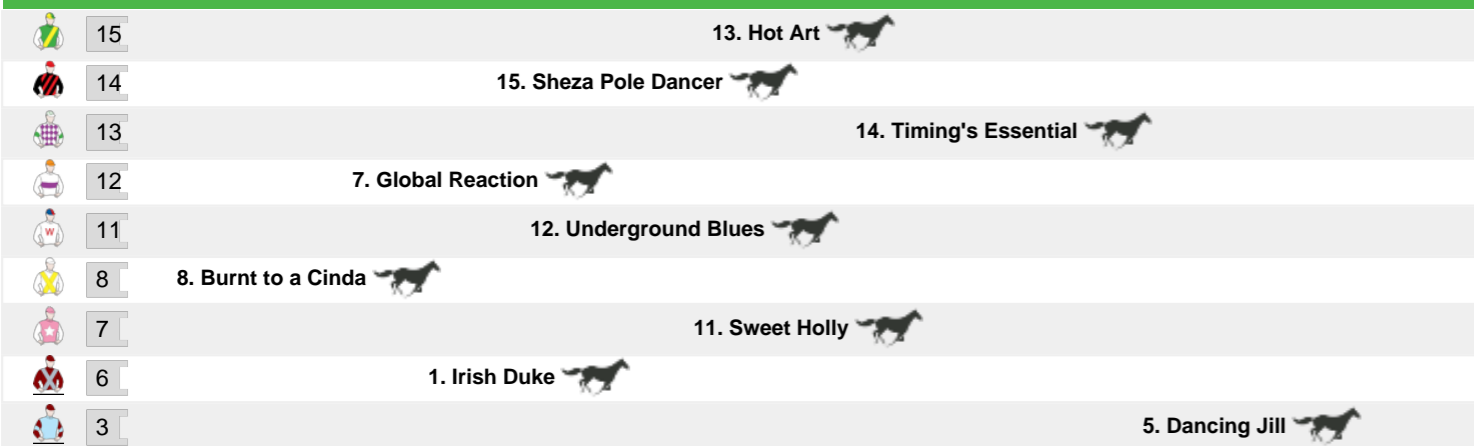 15 13. Hot Art
14 15. Sheza Pole Dancer
13 14. Timing's Essential
12 7. Global Reaction
W 11 12. Underground Blues
8 8. Burnt to a Cinda
7 11. Sweet Holly
6 1. Irish Duke
3 5. Dancing Jill